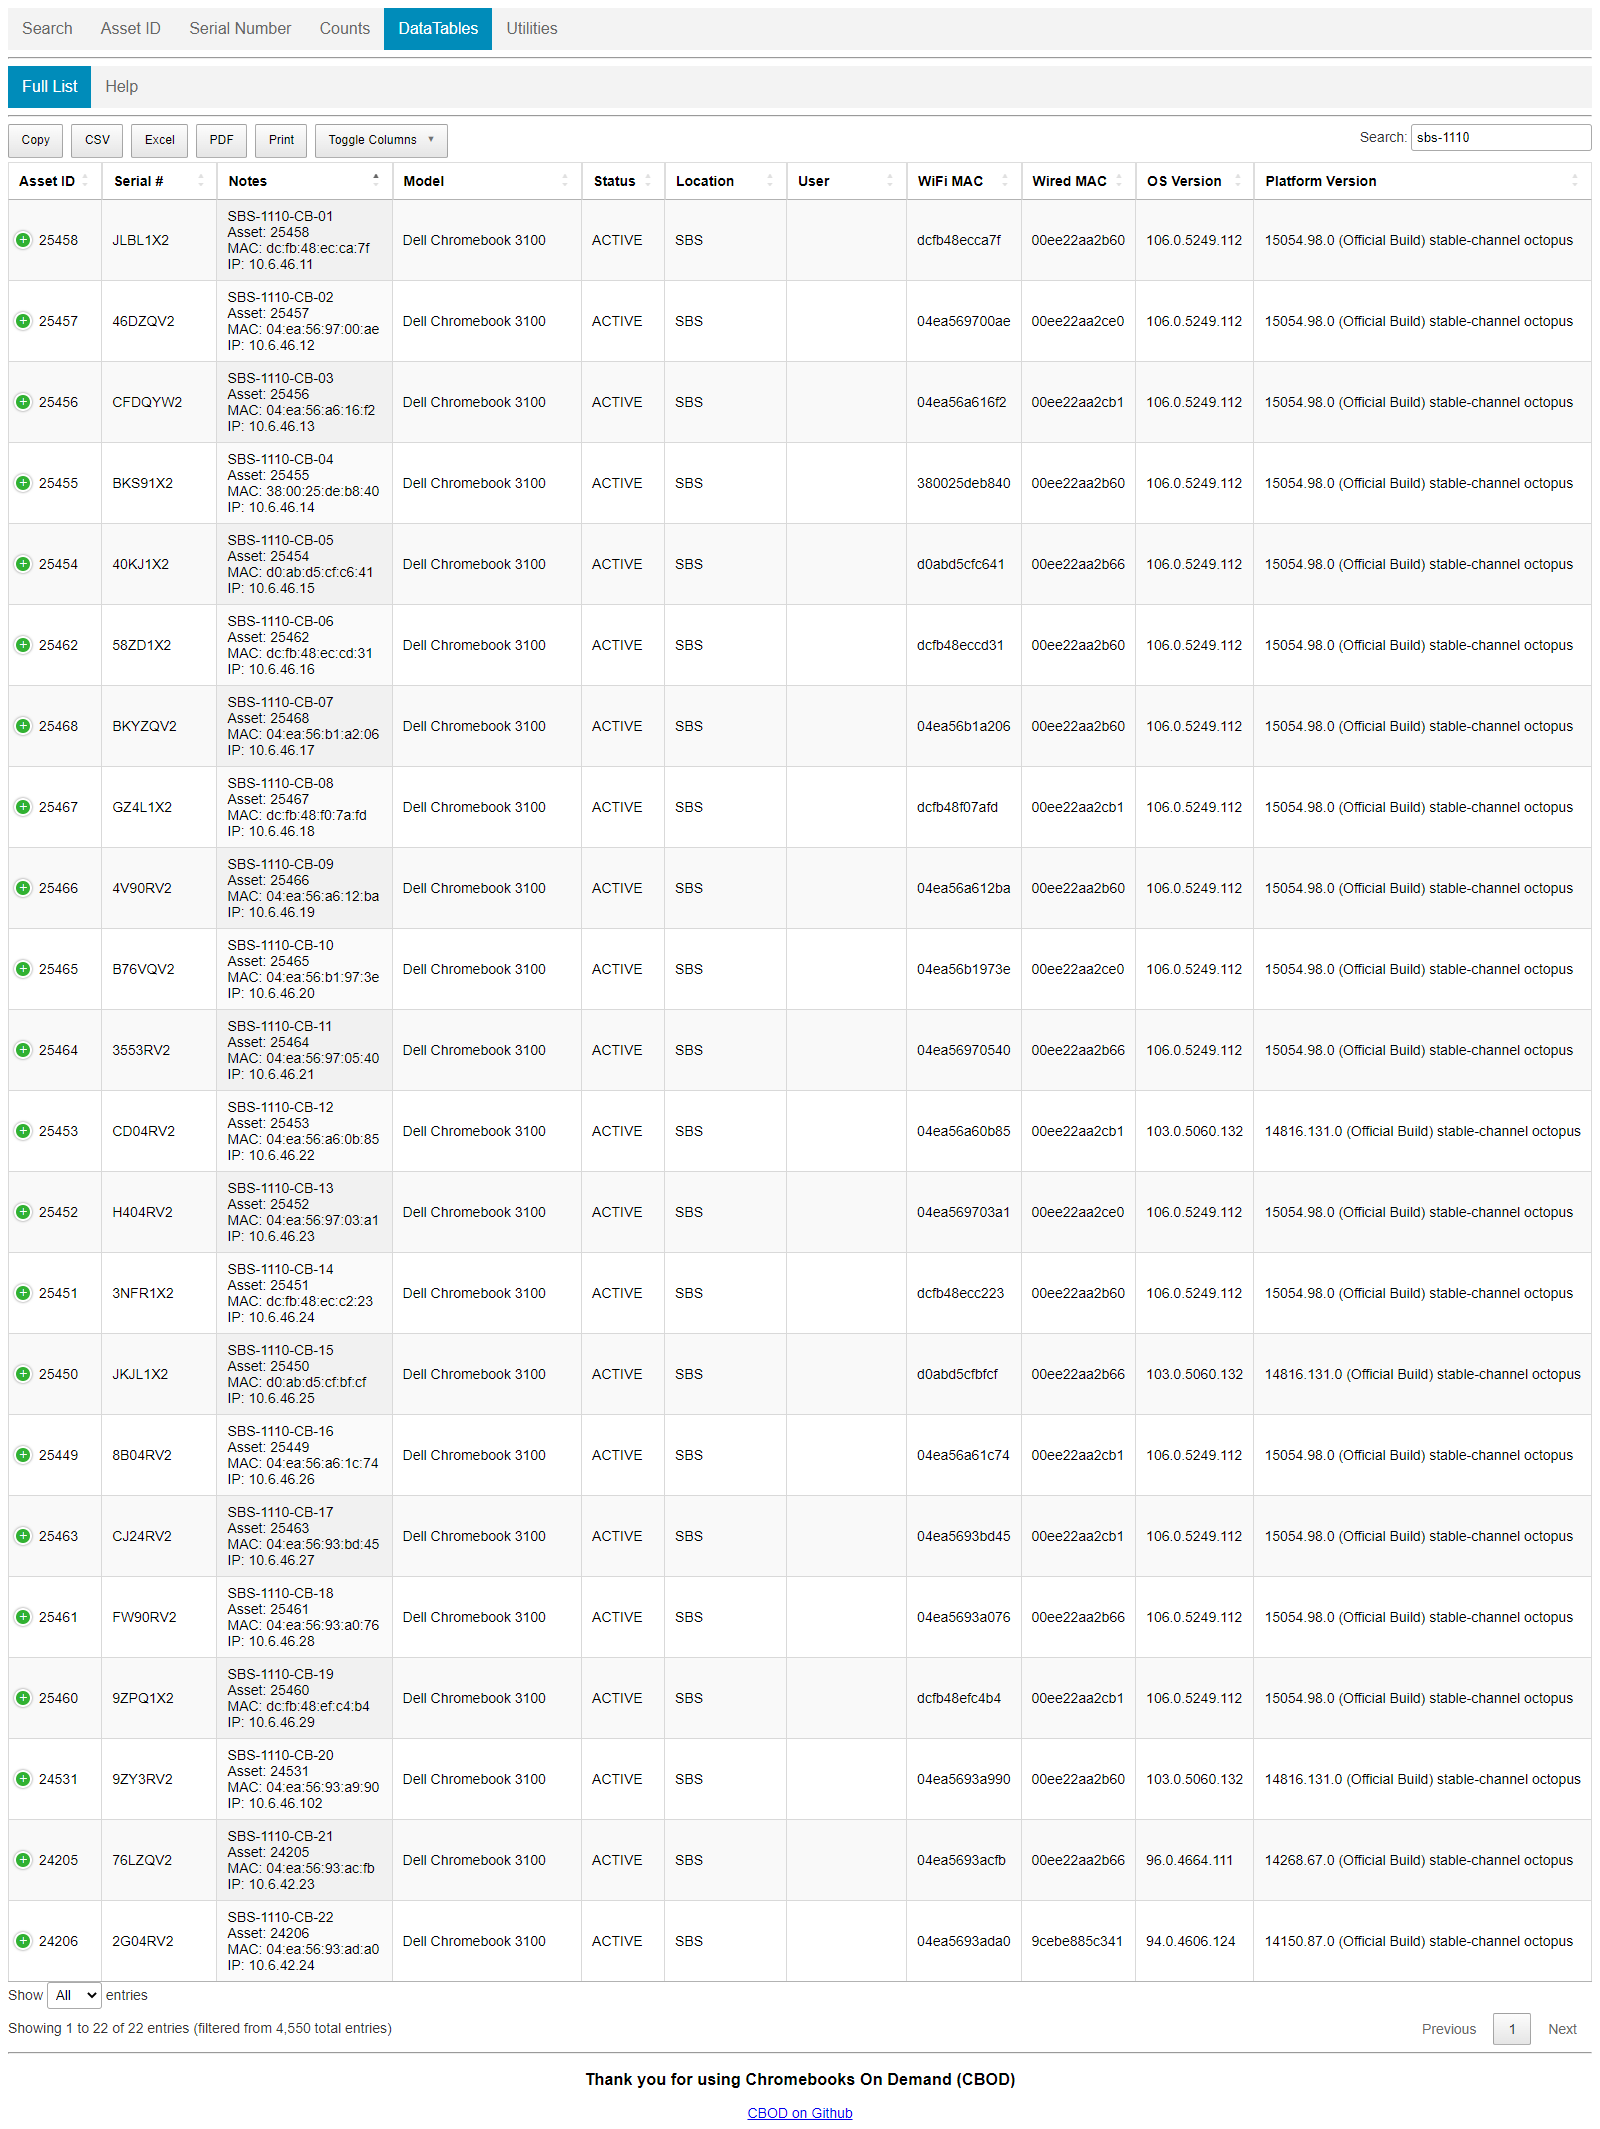 Search Asset ID Serial Number Counts DataTables Utilities
Full List Help
Copy CSV Excel PDF Print Toggle Columns ▼ Search: sbs-1110
Asset ID Serial # Notes Model Status Location User WiFi MAC Wired MAC OS Version Platform Version
SBS-1110-CB-01
Asset: 25458
25458 JLBL1X2 MAC: dc:fb:48:ec:ca:7f Dell Chromebook 3100 ACTIVE SBS dcfb48ecca7f 00ee22aa2b60 106.0.5249.112 15054.98.0 (Official Build) stable-channel octopus
IP: 10.6.46.11
SBS-1110-CB-02
Asset: 25457
25457 46DZQV2 MAC: 04:ea:56:97:00:ae Dell Chromebook 3100 ACTIVE SBS 04ea569700ae 00ee22aa2ce0 106.0.5249.112 15054.98.0 (Official Build) stable-channel octopus
IP: 10.6.46.12
SBS-1110-CB-03
Asset: 25456
25456 CFDQYW2 MAC: 04:ea:56:a6:16:f2 Dell Chromebook 3100 ACTIVE SBS 04ea56a616f2 00ee22aa2cb1 106.0.5249.112 15054.98.0 (Official Build) stable-channel octopus
IP: 10.6.46.13
SBS-1110-CB-04
Asset: 25455
25455 BKS91X2 MAC: 38:00:25:de:b8:40 Dell Chromebook 3100 ACTIVE SBS 380025deb840 00ee22aa2b60 106.0.5249.112 15054.98.0 (Official Build) stable-channel octopus
IP: 10.6.46.14
SBS-1110-CB-05
Asset: 25454
25454 40KJ1X2 MAC: d0:ab:d5:cf:c6:41 Dell Chromebook 3100 ACTIVE SBS d0abd5cfc641 00ee22aa2b66 106.0.5249.112 15054.98.0 (Official Build) stable-channel octopus
IP: 10.6.46.15
SBS-1110-CB-06
Asset: 25462
25462 58ZD1X2 MAC: dc:fb:48:ec:cd:31 Dell Chromebook 3100 ACTIVE SBS dcfb48eccd31 00ee22aa2b60 106.0.5249.112 15054.98.0 (Official Build) stable-channel octopus
IP: 10.6.46.16
SBS-1110-CB-07
Asset: 25468
25468 BKYZQV2 MAC: 04:ea:56:b1:a2:06 Dell Chromebook 3100 ACTIVE SBS 04ea56b1a206 00ee22aa2b60 106.0.5249.112 15054.98.0 (Official Build) stable-channel octopus
IP: 10.6.46.17
SBS-1110-CB-08
Asset: 25467
25467 GZ4L1X2 MAC: dc:fb:48:f0:7a:fd Dell Chromebook 3100 ACTIVE SBS dcfb48f07afd 00ee22aa2cb1 106.0.5249.112 15054.98.0 (Official Build) stable-channel octopus
IP: 10.6.46.18
SBS-1110-CB-09
Asset: 25466
25466 4V90RV2 MAC: 04:ea:56:a6:12:ba Dell Chromebook 3100 ACTIVE SBS 04ea56a612ba 00ee22aa2b60 106.0.5249.112 15054.98.0 (Official Build) stable-channel octopus
IP: 10.6.46.19
SBS-1110-CB-10
Asset: 25465
25465 B76VQV2 MAC: 04:ea:56:b1:97:3e Dell Chromebook 3100 ACTIVE SBS 04ea56b1973e 00ee22aa2ce0 106.0.5249.112 15054.98.0 (Official Build) stable-channel octopus
IP: 10.6.46.20
SBS-1110-CB-11
Asset: 25464
25464 3553RV2 MAC: 04:ea:56:97:05:40 Dell Chromebook 3100 ACTIVE SBS 04ea56970540 00ee22aa2b66 106.0.5249.112 15054.98.0 (Official Build) stable-channel octopus
IP: 10.6.46.21
SBS-1110-CB-12
Asset: 25453
25453 CD04RV2 MAC: 04:ea:56:a6:0b:85 Dell Chromebook 3100 ACTIVE SBS 04ea56a60b85 00ee22aa2cb1 103.0.5060.132 14816.131.0 (Official Build) stable-channel octopus
IP: 10.6.46.22
SBS-1110-CB-13
Asset: 25452
25452 H404RV2 MAC: 04:ea:56:97:03:a1 Dell Chromebook 3100 ACTIVE SBS 04ea569703a1 00ee22aa2ce0 106.0.5249.112 15054.98.0 (Official Build) stable-channel octopus
IP: 10.6.46.23
SBS-1110-CB-14
Asset: 25451
25451 3NFR1X2 MAC: dc:fb:48:ec:c2:23 Dell Chromebook 3100 ACTIVE SBS dcfb48ecc223 00ee22aa2b60 106.0.5249.112 15054.98.0 (Official Build) stable-channel octopus
IP: 10.6.46.24
SBS-1110-CB-15
Asset: 25450
25450 JKJL1X2 MAC: d0:ab:d5:cf:bf:cf Dell Chromebook 3100 ACTIVE SBS d0abd5cfbfcf 00ee22aa2b66 103.0.5060.132 14816.131.0 (Official Build) stable-channel octopus
IP: 10.6.46.25
SBS-1110-CB-16
Asset: 25449
25449 8B04RV2 MAC: 04:ea:56:a6:1c:74 Dell Chromebook 3100 ACTIVE SBS 04ea56a61c74 00ee22aa2cb1 106.0.5249.112 15054.98.0 (Official Build) stable-channel octopus
IP: 10.6.46.26
SBS-1110-CB-17
Asset: 25463
25463 CJ24RV2 MAC: 04:ea:56:93:bd:45 Dell Chromebook 3100 ACTIVE SBS 04ea5693bd45 00ee22aa2cb1 106.0.5249.112 15054.98.0 (Official Build) stable-channel octopus
IP: 10.6.46.27
SBS-1110-CB-18
Asset: 25461
25461 FW90RV2 MAC: 04:ea:56:93:a0:76 Dell Chromebook 3100 ACTIVE SBS 04ea5693a076 00ee22aa2b66 106.0.5249.112 15054.98.0 (Official Build) stable-channel octopus
IP: 10.6.46.28
SBS-1110-CB-19
Asset: 25460
25460 9ZPQ1X2 MAC: dc:fb:48:ef:c4:b4 Dell Chromebook 3100 ACTIVE SBS dcfb48efc4b4 00ee22aa2cb1 106.0.5249.112 15054.98.0 (Official Build) stable-channel octopus
IP: 10.6.46.29
SBS-1110-CB-20
Asset: 24531
24531 9ZY3RV2 MAC: 04:ea:56:93:a9:90 Dell Chromebook 3100 ACTIVE SBS 04ea5693a990 00ee22aa2b60 103.0.5060.132 14816.131.0 (Official Build) stable-channel octopus
IP: 10.6.46.102
SBS-1110-CB-21
Asset: 24205
24205 76LZQV2 MAC: 04:ea:56:93:ac:fb Dell Chromebook 3100 ACTIVE SBS 04ea5693acfb 00ee22aa2b66 96.0.4664.111 14268.67.0 (Official Build) stable-channel octopus
IP: 10.6.42.23
SBS-1110-CB-22
Asset: 24206
24206 2G04RV2 MAC: 04:ea:56:93:ad:a0 Dell Chromebook 3100 ACTIVE SBS 04ea5693ada0 9cebe885c341 94.0.4606.124 14150.87.0 (Official Build) stable-channel octopus
IP: 10.6.42.24
Show All entries
Showing 1 to 22 of 22 entries (filtered from 4,550 total entries) Previous 1 Next
Thank you for using Chromebooks On Demand (CBOD)
CBOD on Github